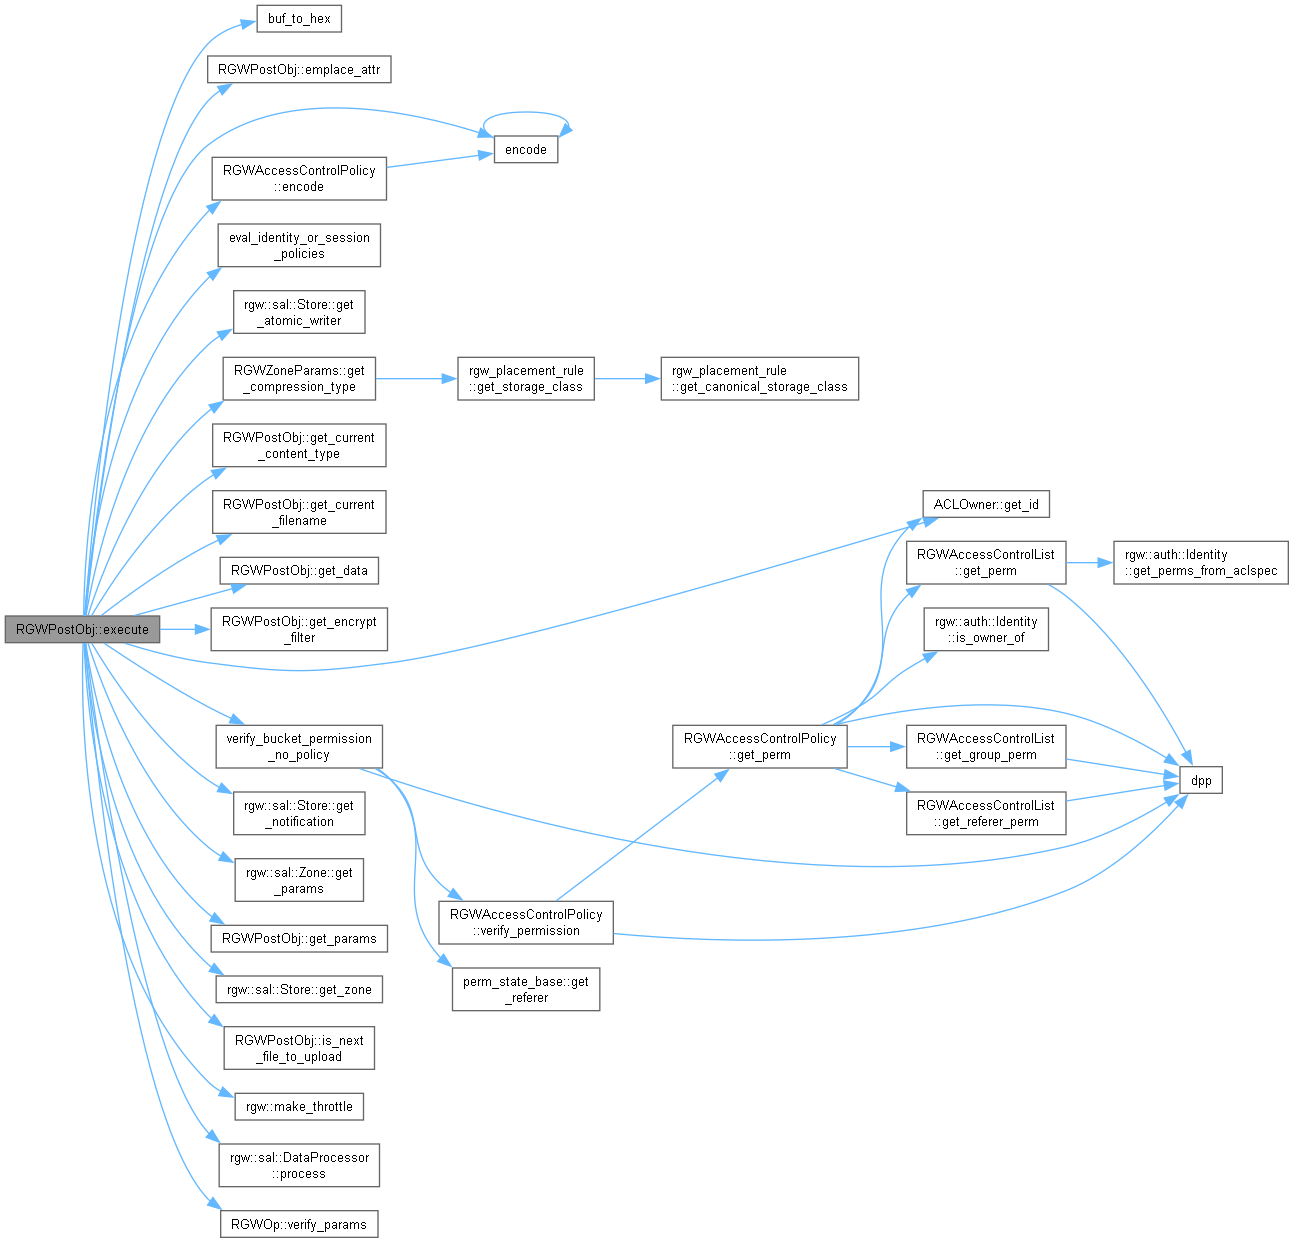 buf_to_hex
RGWPostObj::emplace_attr
encode
RGWAccessControlPolicy
::encode
eval_identity_or_session
_policies
rgw::sal::Store::get
_atomic_writer
RGWZoneParams::get
_compression_type
rgw_placement_rule
::get_storage_class
rgw_placement_rule
::get_canonical_storage_class
RGWPostObj::get_current
_content_type
RGWPostObj::get_current
_filename
ACLOwner::get_id
RGWPostObj::get_data
RGWAccessControlList
::get_perm
rgw::auth::Identity
::get_perms_from_aclspec
RGWPostObj::execute
RGWPostObj::get_encrypt
_filter
rgw::auth::Identity
::is_owner_of
verify_bucket_permission
_no_policy
RGWAccessControlPolicy
::get_perm
RGWAccessControlList
::get_group_perm
dpp
rgw::sal::Store::get
_notification
RGWAccessControlList
::get_referer_perm
rgw::sal::Zone::get
_params
RGWAccessControlPolicy
::verify_permission
RGWPostObj::get_params
rgw::sal::Store::get_zone
perm_state_base::get
_referer
RGWPostObj::is_next
_file_to_upload
rgw::make_throttle
rgw::sal::DataProcessor
::process
RGWOp::verify_params